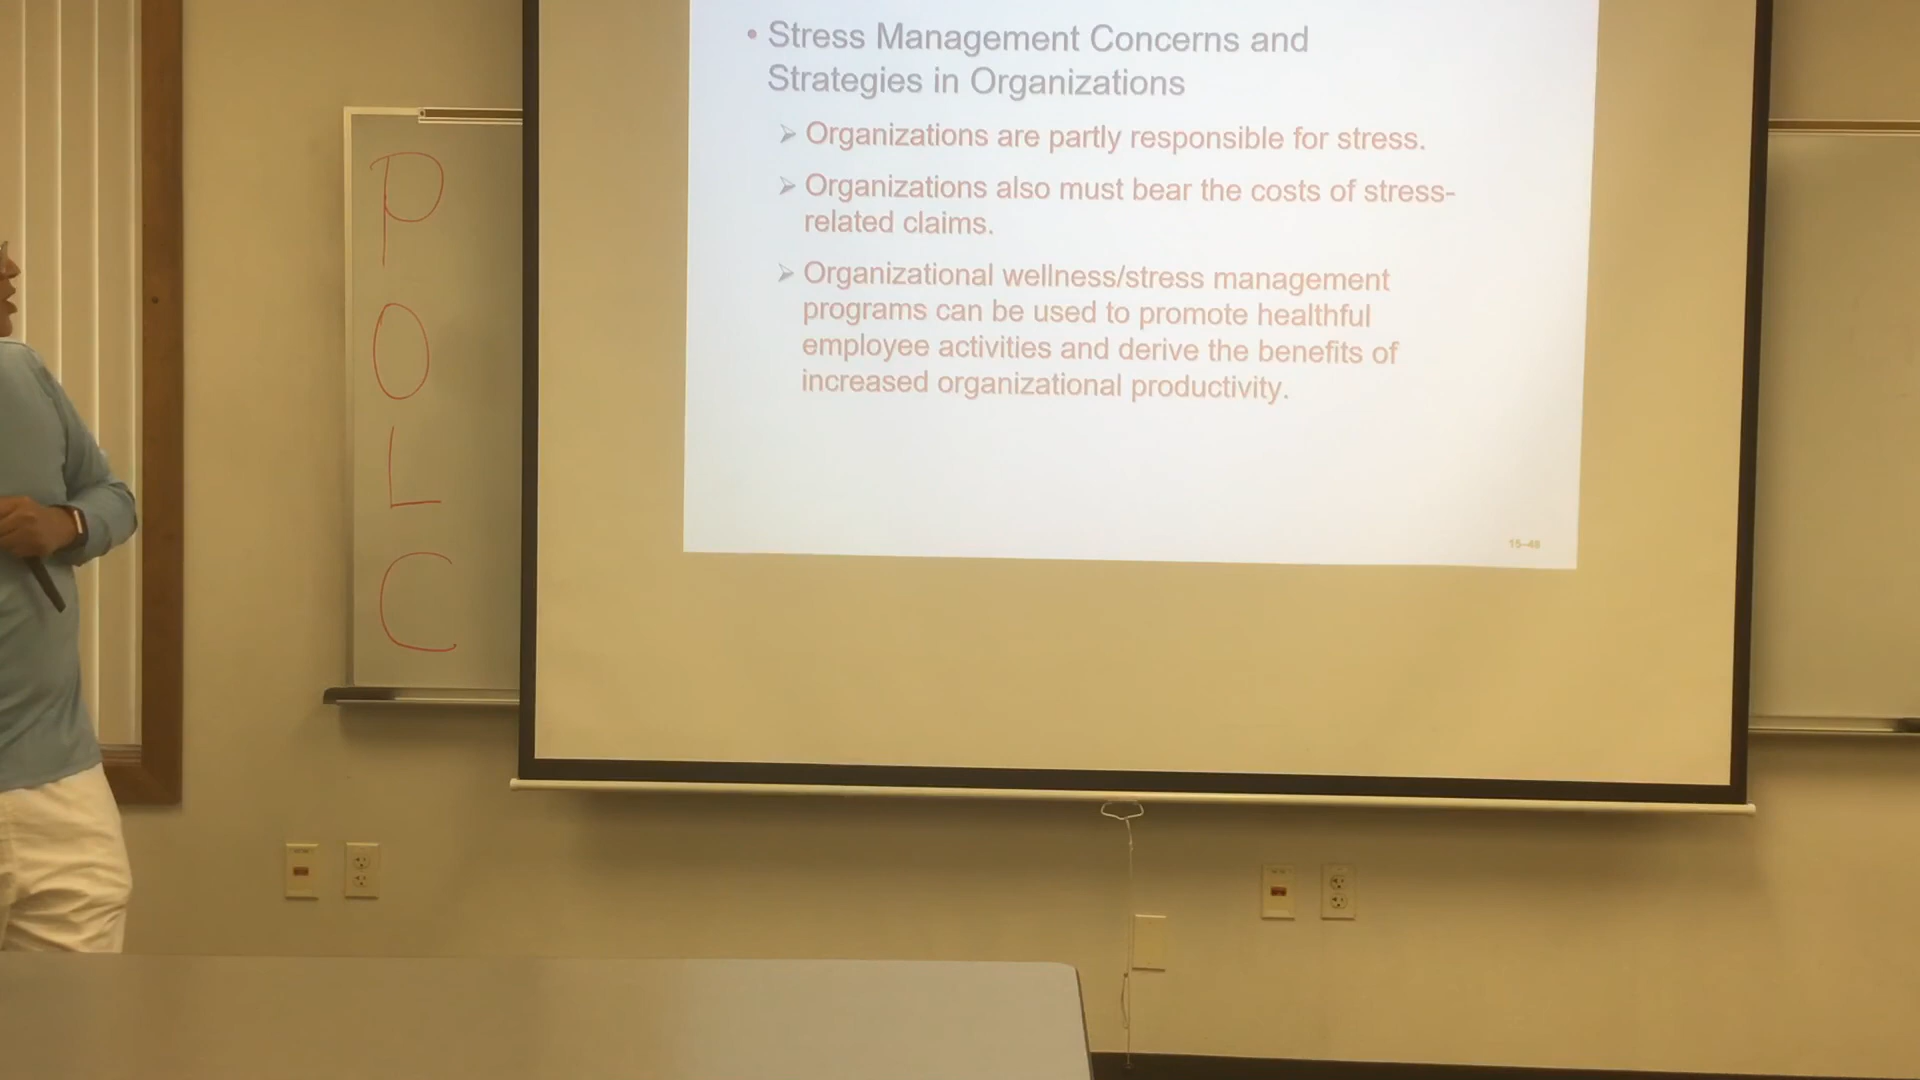 • Stress Management Concerns and
Strategies in Organizations
➢ Organizations are partly responsible for stress.
➢ Organizations also must bear the costs of stress-
related claims.
➢ Organizational wellness/stress management
programs can be used to promote healthful
employee activities and derive the benefits of
increased organizational productivity.
15–48
P
O
L
C